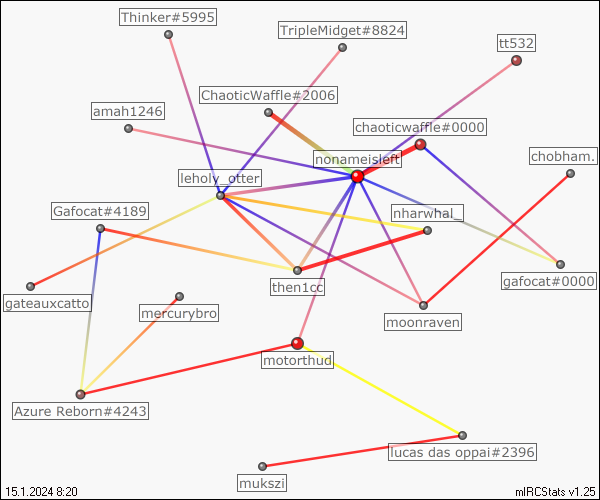 Thinker#5995
TripleMidget#8824
tt532
ChaoticWaffle#2006
amah1246
chaoticwaffle#0000
nonameisleft
chobham.
leholy_otter
Gafocat#4189
nharwhal_
gafocat#0000
then1cc
gateauxcatto
mercurybro
moonraven
motorthud
Azure Reborn#4243
lucas das oppai#2396
mukszi
15.1.2024 8:20
mIRCStats v1.25